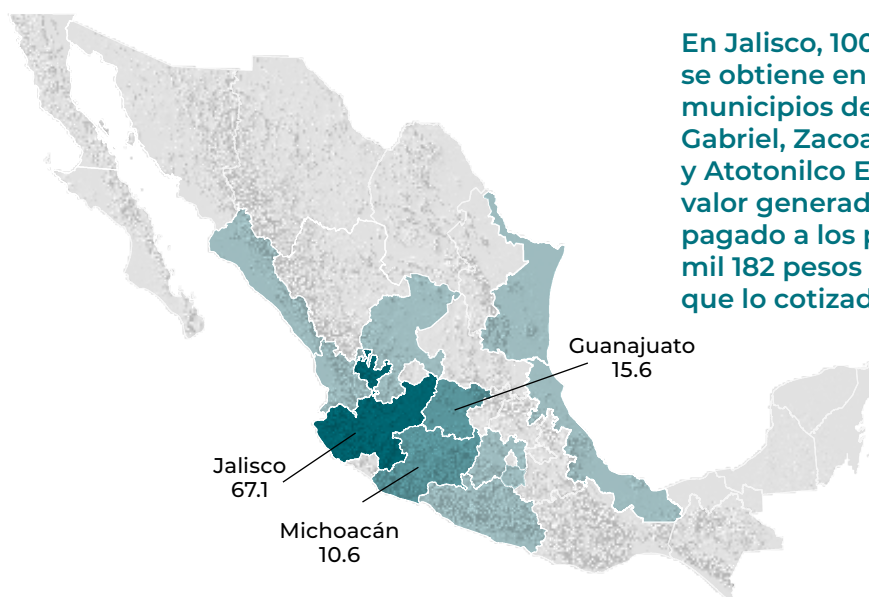 En Jalisco, 100
se obtiene en
municipios de
Gabriel, Zacoa
y Atotonilco E
valor generad
pagado a los p
mil 182 pesos
que lo cotizad
Guanajuato
15.6
Jalisco
67.1
Michoacán
10.6